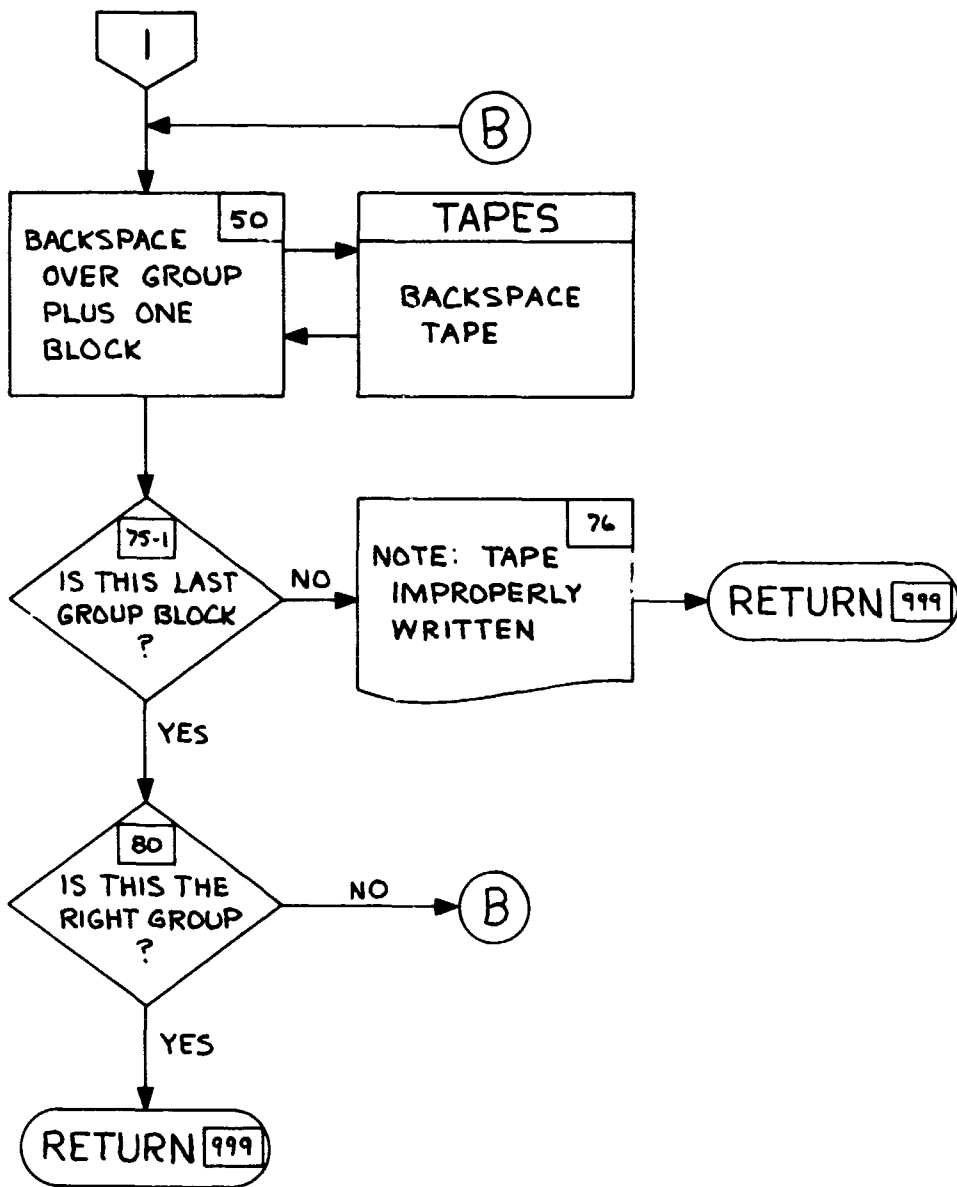 1
B
50
BACKSPACE
OVER GROUP
PLUS ONE
BLOCK
TAPES
BACKSPACE
TAPE
75-1
IS THIS LAST
GROUP BLOCK
?
NO
76
NOTE: TAPE
IMPROPERLY
WRITTEN
RETURN 999
YES
80
IS THIS THE
RIGHT GROUP
?
NO
B
YES
RETURN 999